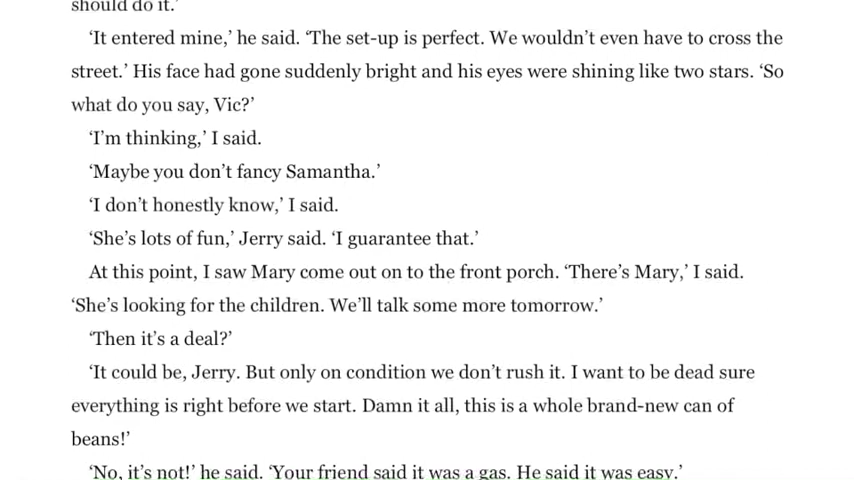 should do it.’
‘It entered mine,’ he said. ‘The set-up is perfect. We wouldn’t even have to cross the
street.’ His face had gone suddenly bright and his eyes were shining like two stars. ‘So
what do you say, Vic?’
‘I’m thinking,’ I said.
‘Maybe you don’t fancy Samantha.’
‘I don’t honestly know,’ I said.
‘She’s lots of fun,’ Jerry said. ‘I guarantee that.’
At this point, I saw Mary come out on to the front porch. ‘There’s Mary,’ I said.
‘She’s looking for the children. We’ll talk some more tomorrow.’
‘Then it’s a deal?’
‘It could be, Jerry. But only on condition we don’t rush it. I want to be dead sure
everything is right before we start. Damn it all, this is a whole brand-new can of
beans!’
‘No, it’s not!’ he said. ‘Your friend said it was a gas. He said it was easy.’